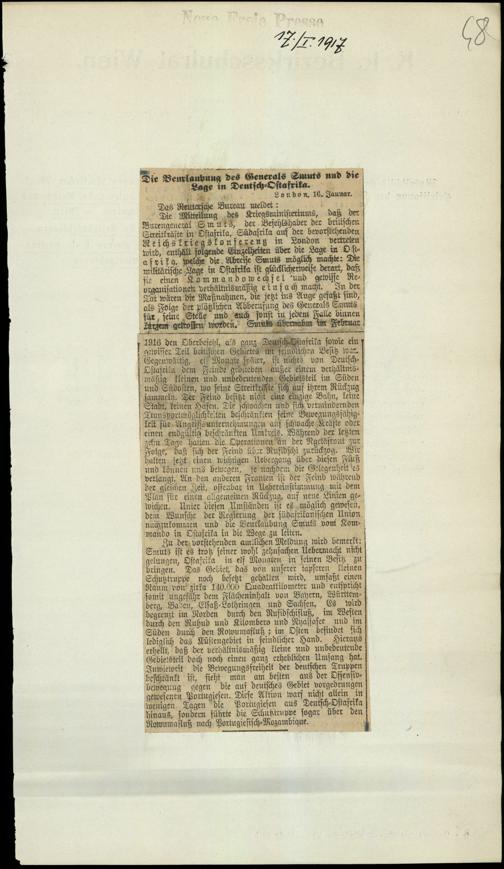 Neue Freie Presse
17./I. 1917
48
Die Beurlaubung des Generals Smuts und die
Lage in Deutsch-Ostafrika.
London, 16. Januar.
Das Reutersche Bureau meldet:
Die Mitteilung des Kriegsministeriums, daß der
Burengeneral Smuts, der Befehlshaber der britischen
Streitkräfte in Ostafrika, Südafrika auf der bevorstehenden
Reichskriegskonferenz in London vertreten
wird, enthält folgende Einzelheiten über die Lage in Ost-
afrika, welche die Abreise Smuts möglich machte: Die
militärische Lage in Ostafrika ist glücklicherweise derart, daß
sie einen Kommandowechsel und gewisse Re-
organisationen verhältnismäßig einfach macht. In der
Tat wären die Maßnahmen, die jetzt ins Auge gefaßt sind,
als Folge der plötzlichen Abberufung des Generals Smuts
für seine Stelle und auch sonst in jedem Falle binnen
kurzem getroffen worden. Smuts übernahm im Februar
1916 den Oberbefehl, als ganz Deutsch-Ostafrika sowie ein
gewisser Teil britischen Gebietes im feindlichen Besitz war.
Gegenwärtig, elf Monate später, ist nichts von Deutsch-
Ostafrika dem Feinde geblieben außer einem verhältnis-
mäßig kleinen und unbedeutenden Gebietsteil im Süden
und Südosten, wo seine Streitkräfte sich auf ihrem Rückzug
sammeln. Der Feind besitzt nicht eine einzige Bahn, keine
Stadt, keinen Hafen. Die schwachen und sich vermindernden
Transportmöglichkeiten beschränken seine Bewegungsfähig-
keit für Angriffsunternehmungen auf schwache Kräfte oder
einen endgültig beschränkten Umkreis. Während der letzten
zehn Tage hatten die Operationen an der Mgetafront zur
Folge, daß sich der Feind über Rufidschi zurückzog. Wir
halten jetzt einen wichtigen Uebergang über diesen Fluß
und können uns bewegen, je nachdem die Gelegenheit es
verlangt. An den anderen Fronten ist der Feind während
der gleichen Zeit, offenbar in Uebereinstimmung mit dem
Plan für einen allgemeinen Rückzug, auf neue Linien ge-
wichen. Unter diesen Umständen ist es möglich gewesen,
dem Wunsche der Regierung der südafrikanischen Union
nachzukommen und die Beurlaubung Smuts vom Kom-
mando in Ostafrika in die Wege zu leiten.
Zu der vorstehenden amtlichen Meldung wird bemerkt:
Smuts ist es trotz seiner wohl zehnfachen Uebermacht nicht
gelungen, Ostafrika in elf Monaten in seinen Besitz zu
bringen. Das Gebiet, das von unserer tapferen kleinen
Schutztruppe noch besetzt gehalten wird, umfaßt einen
Raum von zirka 140.000 Quadratkilometer und entspricht
somit ungefähr dem Flächeninhalt von Bayern, Württem-
berg, Baden, Elsaß-Lothringen und Sachsen. Es wird
begrenzt im Norden durch den Rufidschifluß, im Westen
durch den Ruhud und Kilombero und Nyassasee und im
Süden durch den Rowumafluß; im Osten befindet sich
lediglich das Küstengebiet in feindlicher Hand. Hieraus
erhellt, daß der verhältnismäßig kleine und unbedeutende
Gebietsteil doch noch einen ganz erheblichen Umfang hat.
Inwieweit die Bewegungsfreiheit der deutschen Truppen
beschränkt ist, sieht man am besten aus der Offensiv-
bewegung gegen die auf deutsches Gebiet vorgedrungen
gewesenen Portugiesen. Diese Aktion warf nicht allein in
wenigen Tagen die Portugiesen aus Deutsch-Ostafrika
hinaus, sondern führte die Schutztruppe sogar über den
Rowumafluß nach Portugiesisch-Mozambique.